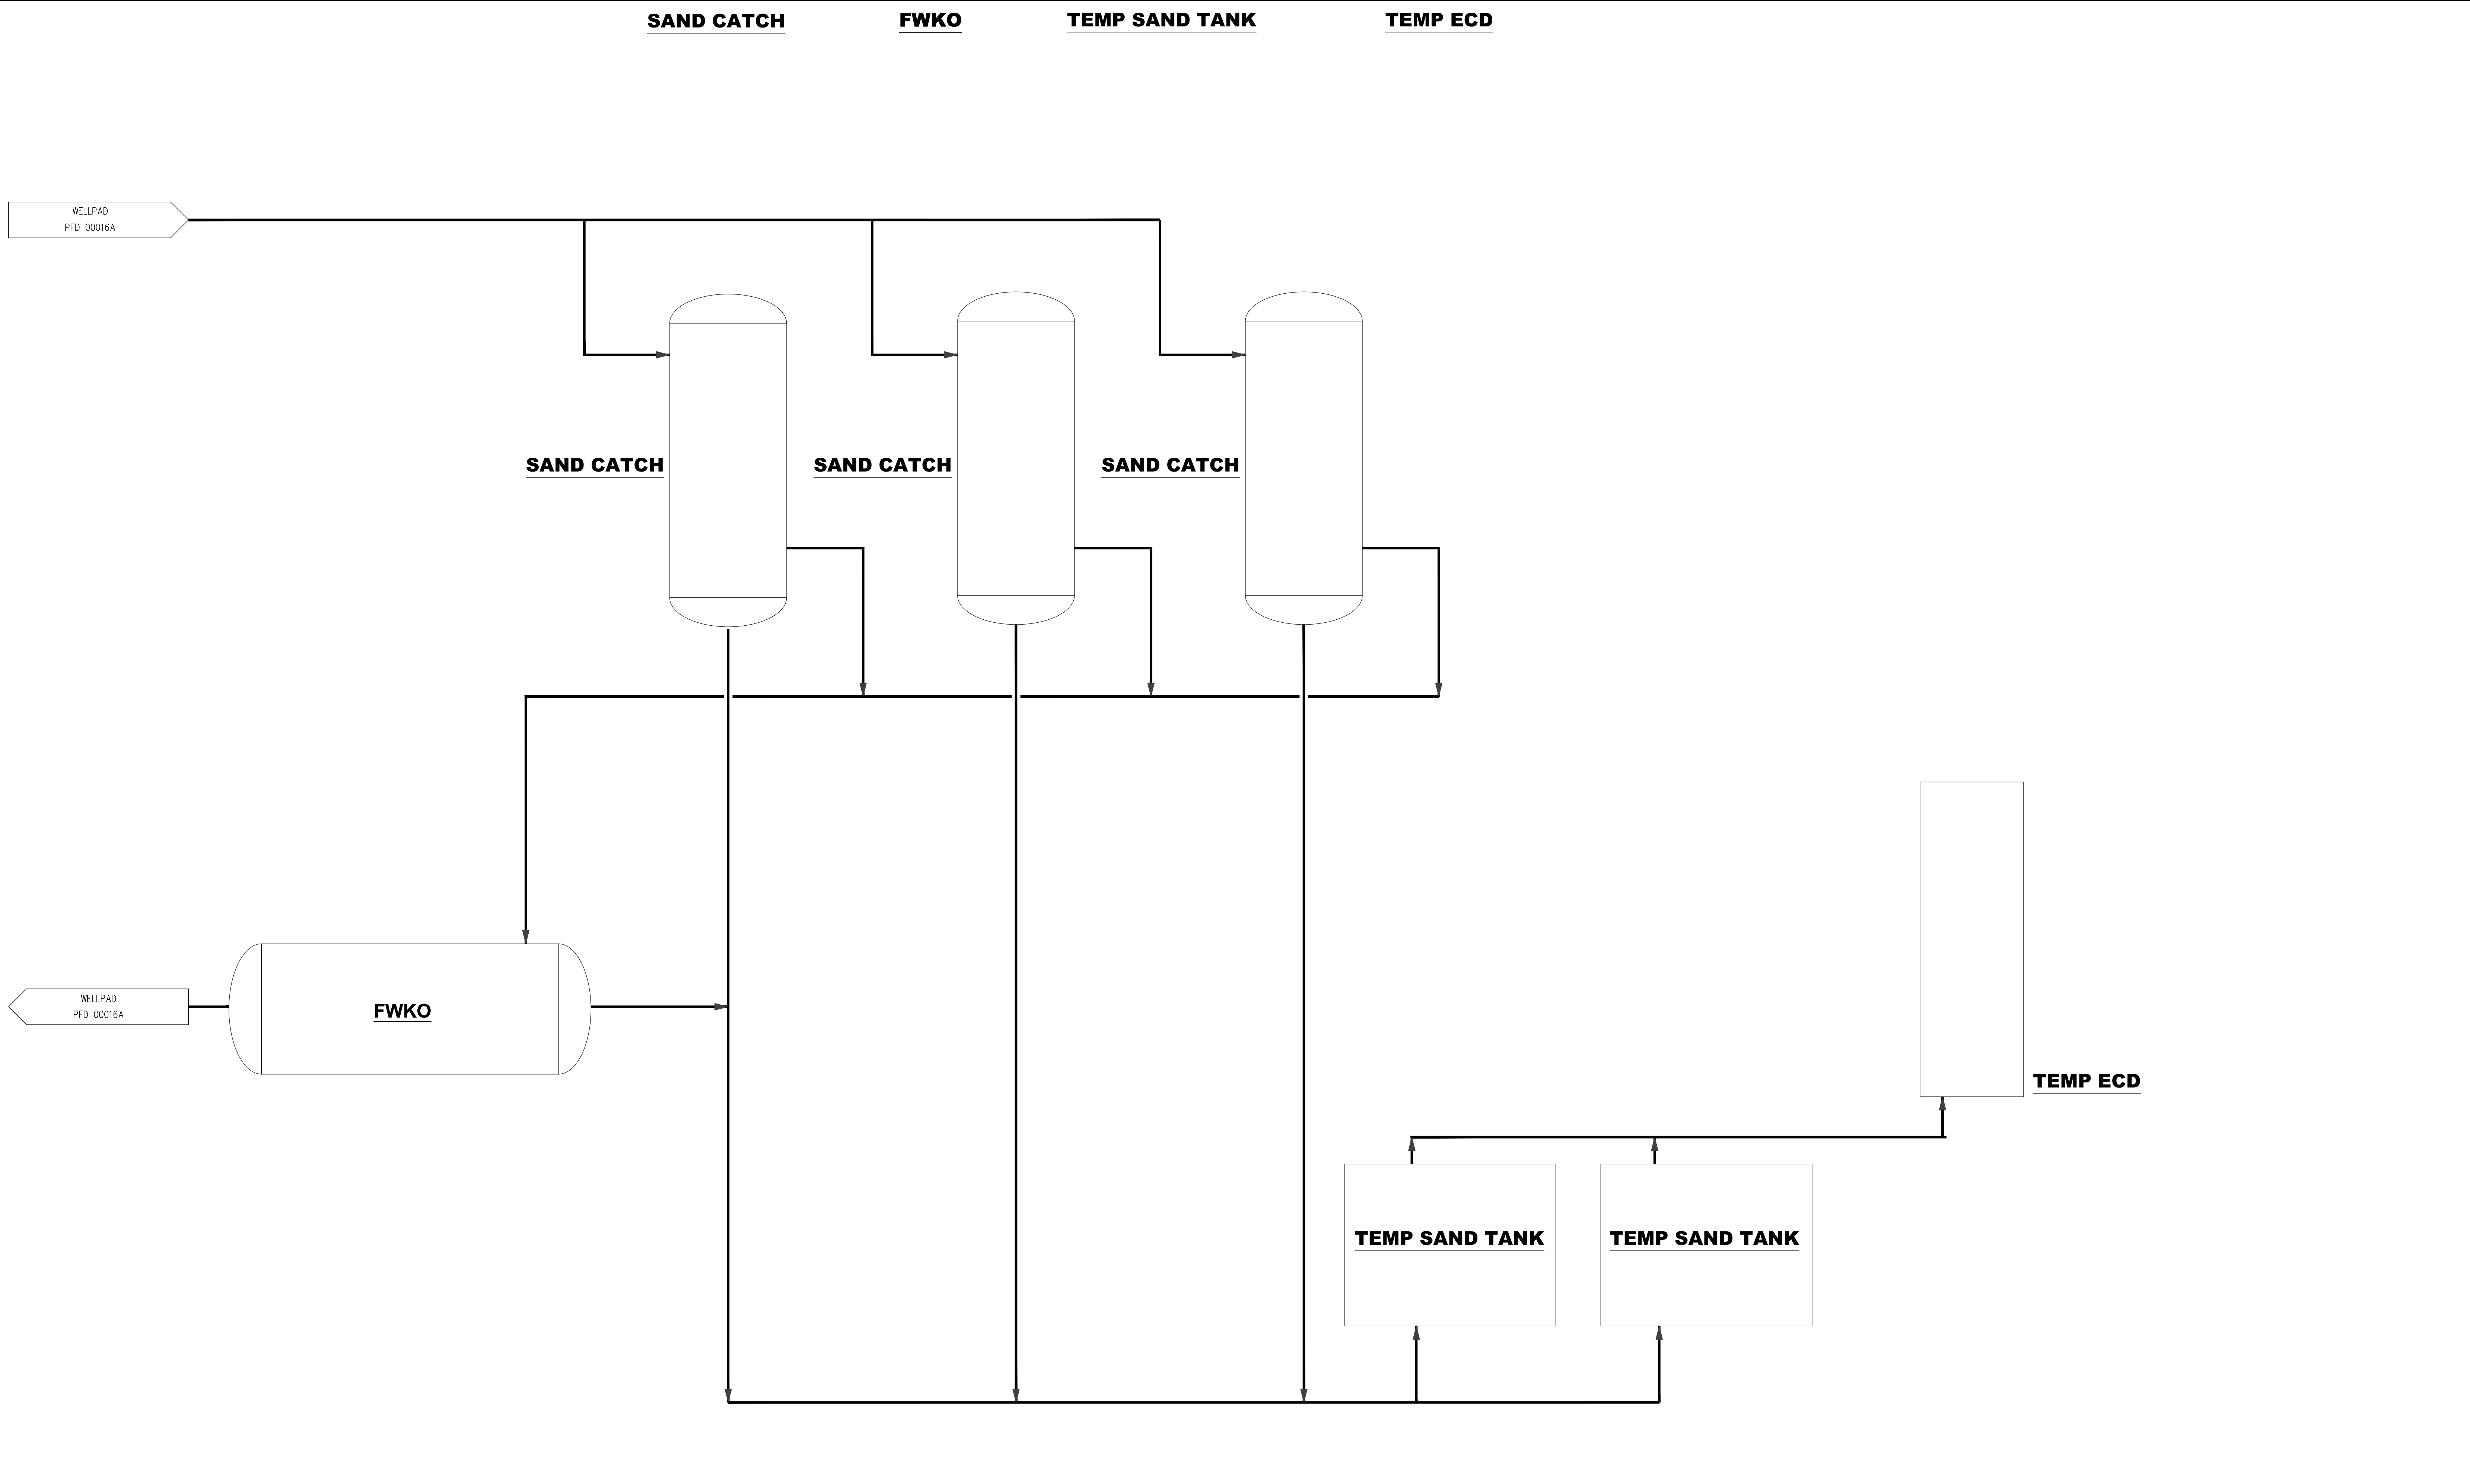 SAND CATCH
FWKO
TEMP SAND TANK
TEMP ECD
WELLPAD
PFD 00016A
SAND CATCH
SAND CATCH
SAND CATCH
WELLPAD
PFD 00016A
FWKO
TEMP ECD
TEMP SAND TANK
TEMP SAND TANK